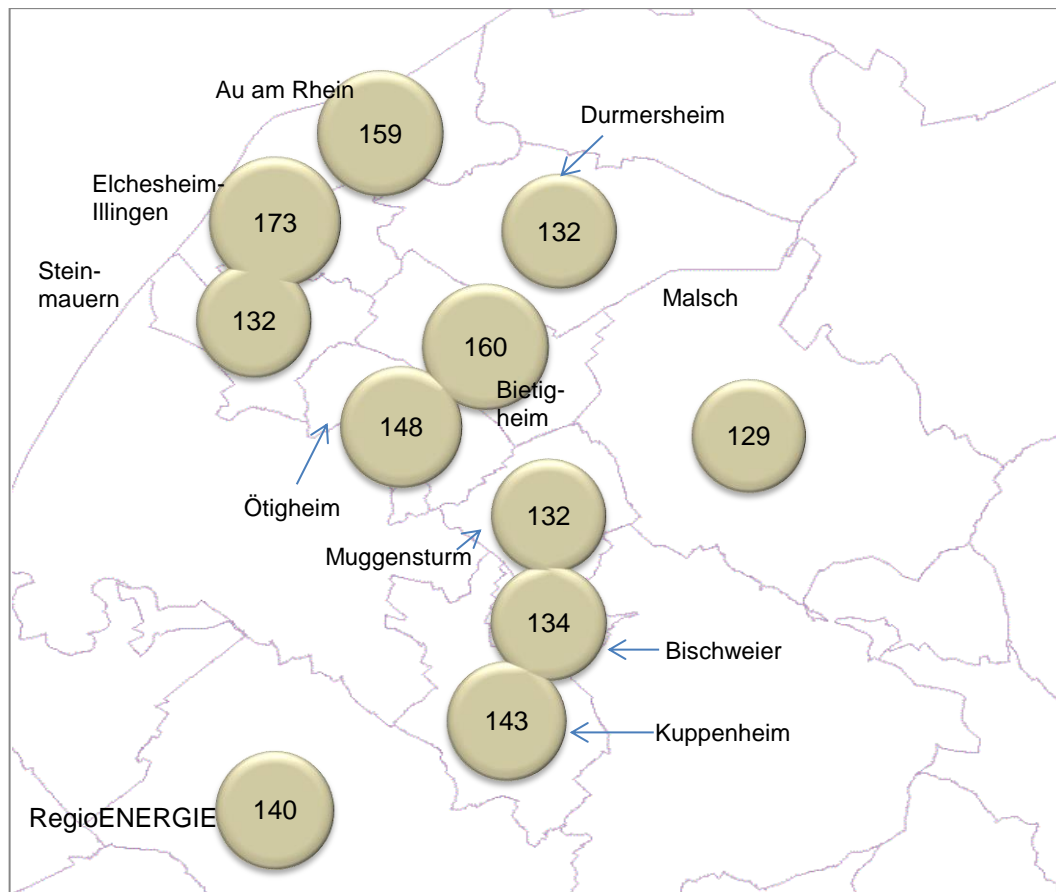 Au am Rhein
159
Durmersheim
Elchesheim-
Illingen
173
132
Stein-
mauern
132
Malsch
160
Bietig-
heim
148
129
Ötigheim
132
Muggensturm
134
Bischweier
143
Kuppenheim
RegioENERGIE
140